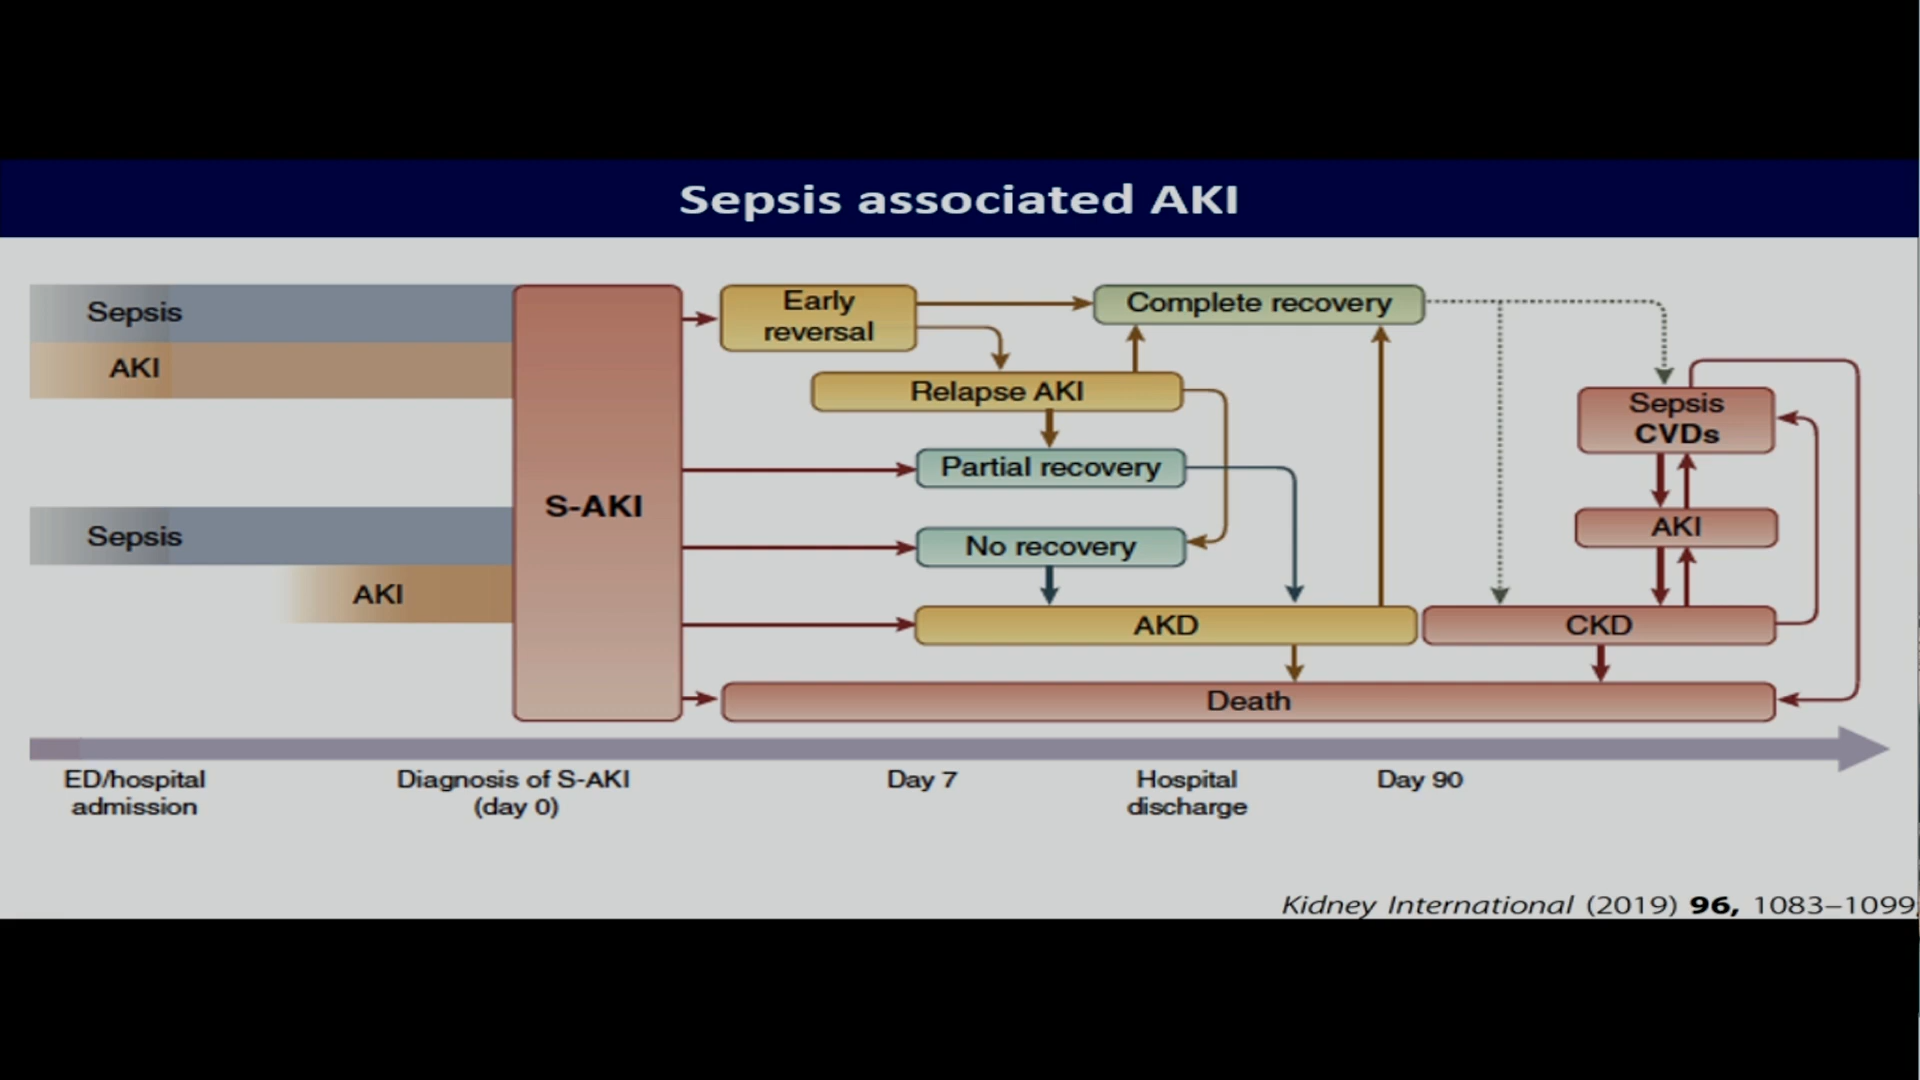 Sepsis associated AKI
Sepsis
AKI
Sepsis
AKI
S-AKI
Early
reversal
Complete recovery
Relapse AKI
Partial recovery
No recovery
AKD
Death
Sepsis
CVDs
AKI
CKD
ED/hospital
admission
Diagnosis of S-AKI
(day 0)
Day 7
Hospital
discharge
Day 90
Kidney International (2019) 96, 1083–1099